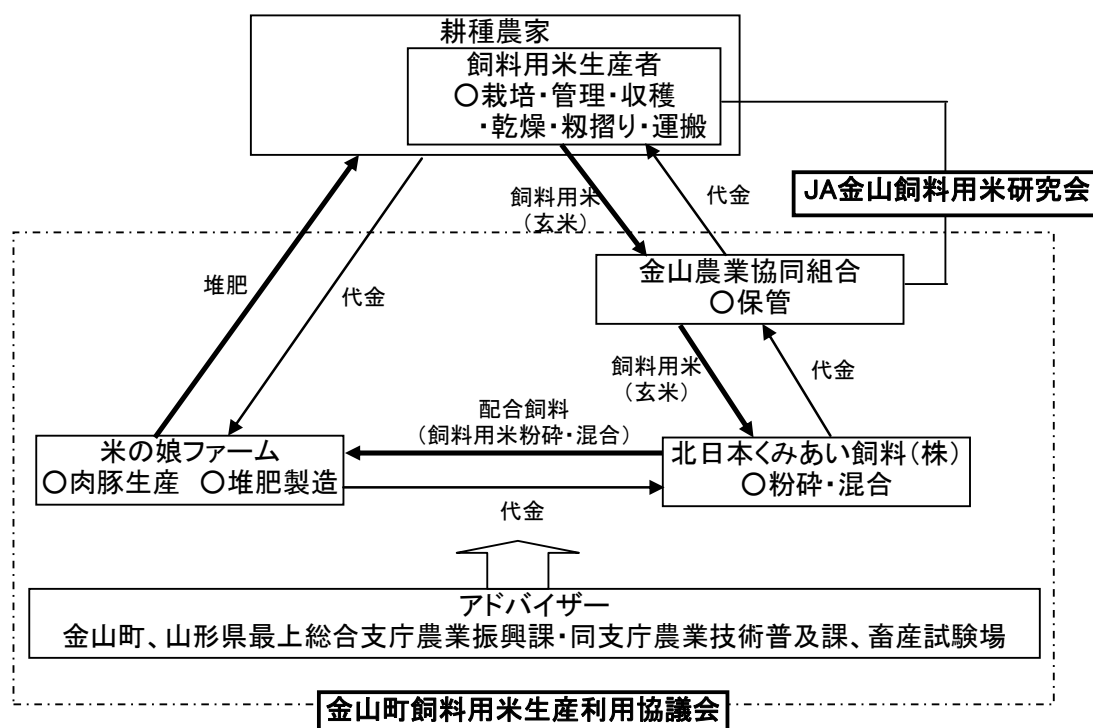 耕種農家
飼料用米生産者
○栽培・管理・収穫
・乾燥・籾摺り・運搬
飼料用米
（玄米）
代金
JA金山飼料用米研究会
堆肥
代金
金山農業協同組合
○保管
飼料用米
（玄米）
代金
配合飼料
（飼料用米粉砕・混合）
米の娘ファーム
○肉豚生産　○堆肥製造
北日本くみあい飼料（株）
○粉砕・混合
代金
アドバイザー
金山町、山形県最上総合支庁農業振興課・同支庁農業技術普及課、畜産試験場
金山町飼料用米生産利用協議会